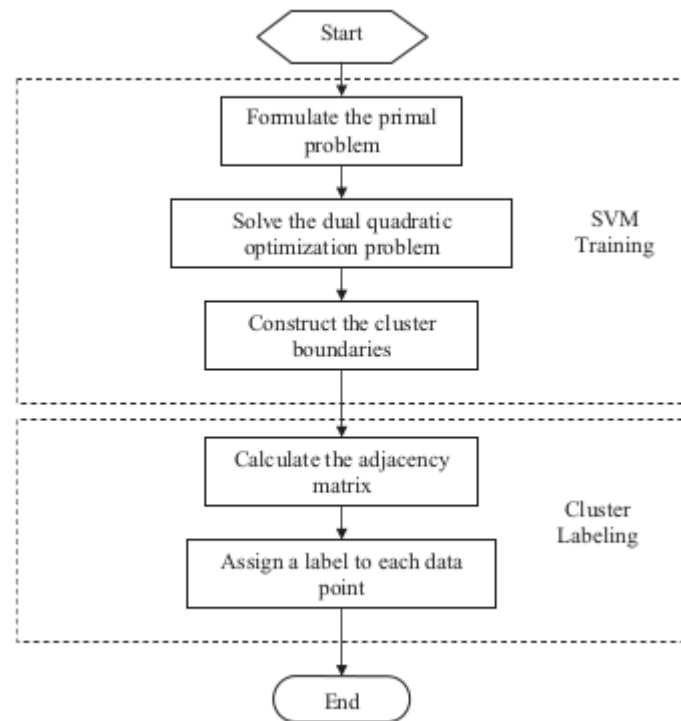 Start
Formulate the primal
problem
Solve the dual quadratic
optimization problem
SVM
Training
Construct the cluster
boundaries
Calculate the adjacency
matrix
Cluster
Labeling
Assign a label to each data
point
End